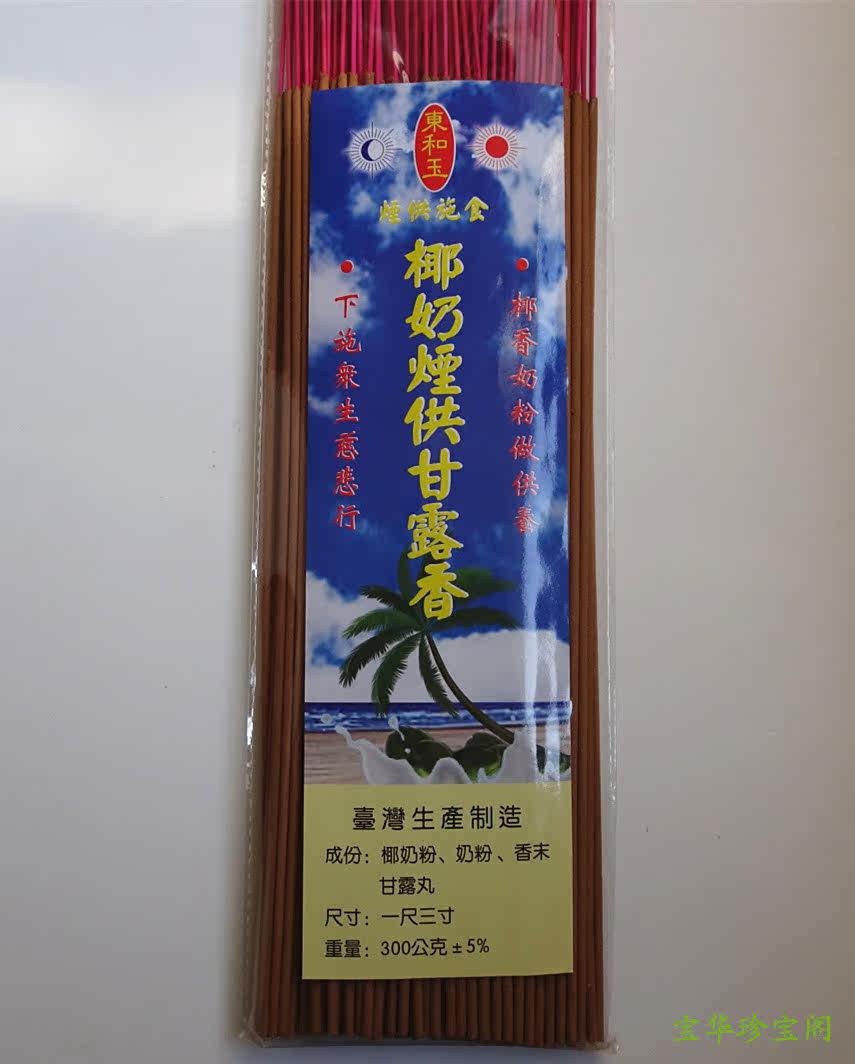 東和玉
煙供施食
椰香奶粉做供養
椰奶煙供甘露香
下施衆生慈悲行
臺灣生產制造
成份：椰奶粉、奶粉、香末
甘露丸
尺寸：一尺三寸
重量：300公克±5%
宝华珍宝阁